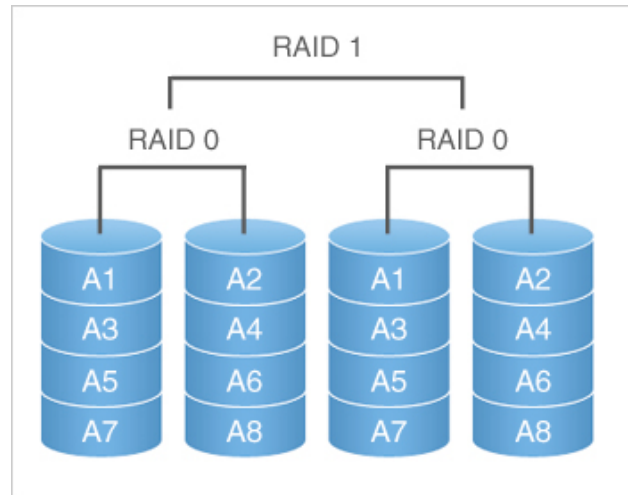 RAID 1
RAID 0 RAID 0
A1 A2 A1 A2
A3 A4 A3 A4
A5 A6 A5 A6
A7 A8 A7 A8